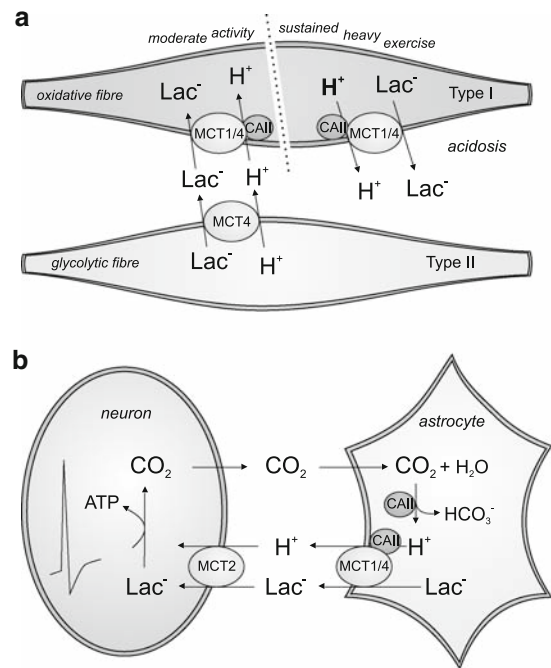 a
moderate activity sustained heavy exercise
H⁺ H⁺ Lac⁻
oxidative fibre Lac⁻ Type I
MCT1/4 CAII CAII MCT1/4
acidosis
Lac⁻ H⁺ H⁺ Lac⁻
MCT4
Lac⁻ H⁺
glycolytic fibre Type II
b
neuron astrocyte
CO₂ CO₂ CO₂ + H₂O
ATP CAII HCO₃⁻
H⁺ CAII H⁺
MCT2 MCT1/4
Lac⁻ Lac⁻ Lac⁻